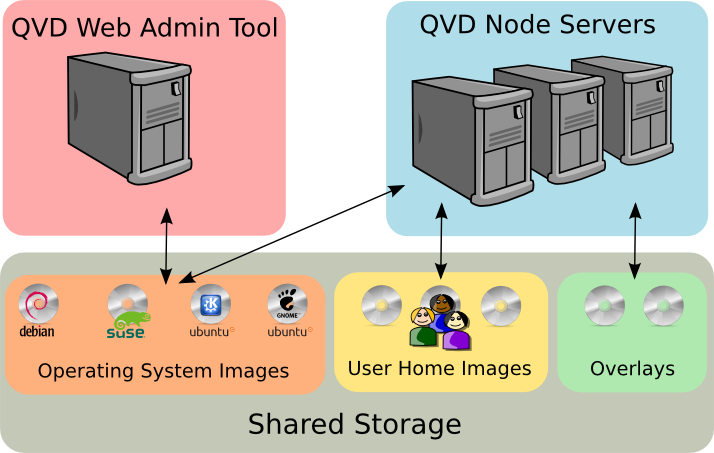 QVD Web Admin Tool
QVD Node Servers
debian
SUSE
ubuntu
GNOME
ubuntu
Operating System Images
User Home Images
Overlays
Shared Storage